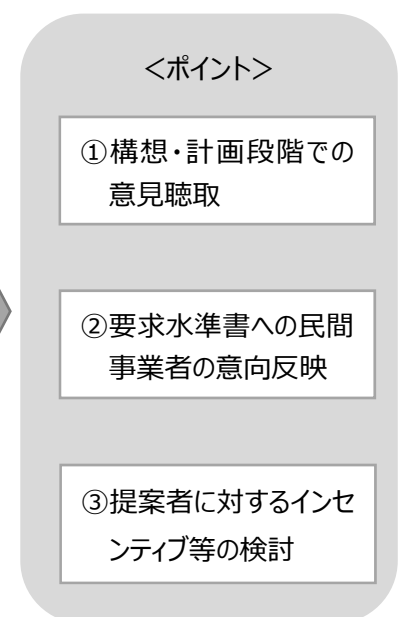 ＜ポイント＞
①構想・計画段階での
意見聴取
②要求水準書への民間
事業者の意向反映
③提案者に対するインセ
ンティブ等の検討